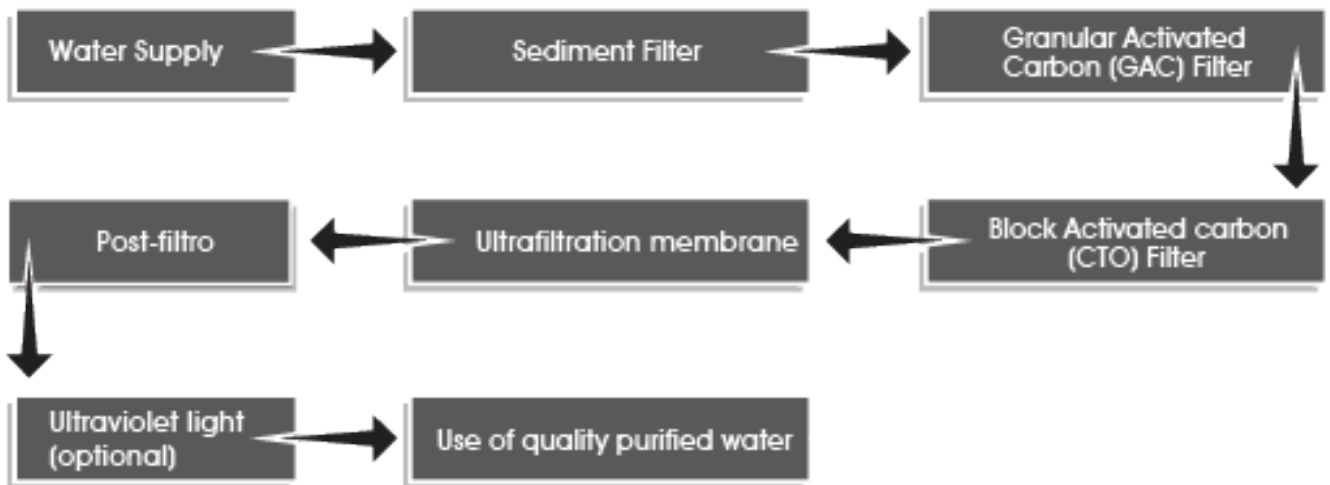 Water Supply
Sediment Filter
Granular Activated
Carbon (GAC) Filter
Block Activated carbon
(CTO) Filter
Ultrafiltration membrane
Post-filtro
Ultraviolet light
(optional)
Use of quality purified water